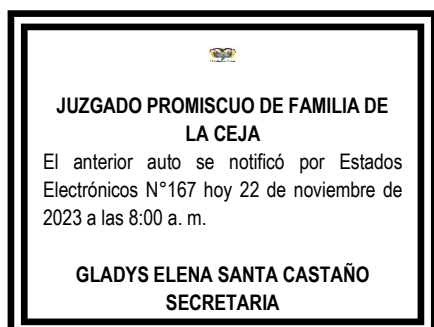 JUZGADO PROMISCUO DE FAMILIA DE
LA CEJA
El anterior auto se notificó por Estados
Electrónicos N°167 hoy 22 de noviembre de
2023 a las 8:00 a. m.
GLADYS ELENA SANTA CASTAÑO
SECRETARIA